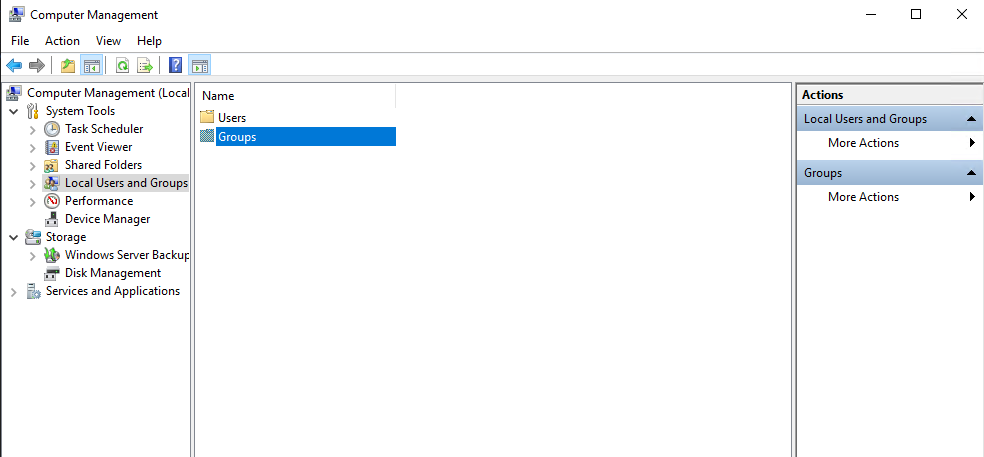 Computer Management
File Action View Help
Computer Management (Local
System Tools
Task Scheduler
Event Viewer
Shared Folders
Local Users and Groups
Performance
Device Manager
Storage
Windows Server Backup
Disk Management
Services and Applications
Name
Users
Groups
Actions
Local Users and Groups
More Actions
Groups
More Actions